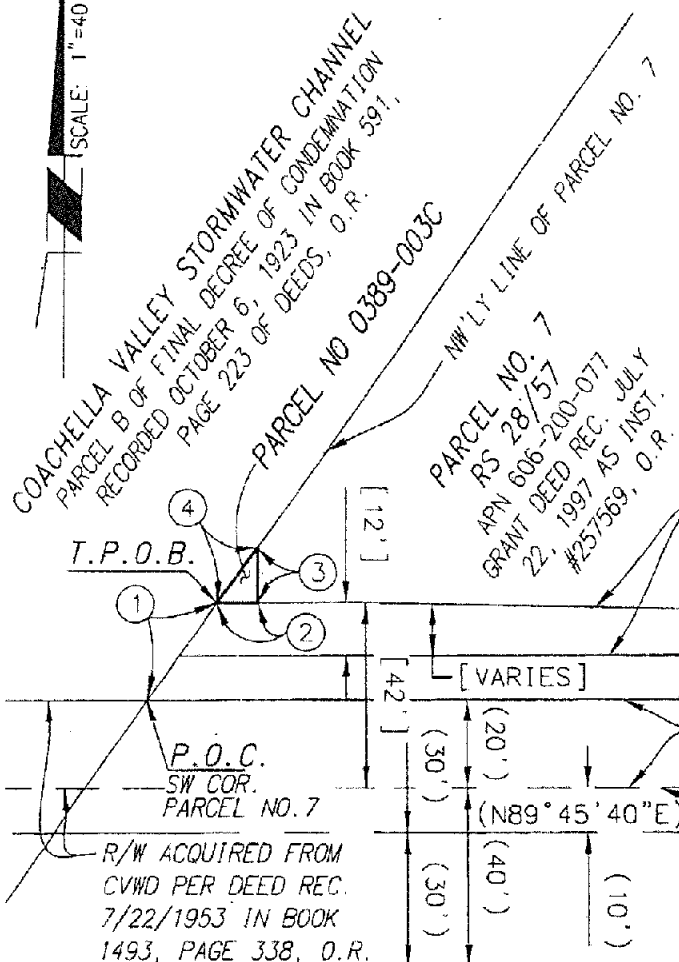 SCALE: 1"=40
COACHELLA VALLEY STORMWATER CHANNEL
PARCEL B OF FINAL DECREE OF CONDEMNATION
RECORDED OCTOBER 6, 1923 IN BOOK 591,
PAGE 223 OF DEEDS, O.R.
PARCEL NO 0389-003C
NW'LY LINE OF PARCEL NO. 7
PARCEL NO. 7
RS 28/57
APN 606-200-077
GRANT DEED REC. JULY
22, 1997 AS INST.
#257569, O.R.
4
[12']
T.P.O.B.
3
1
2
[VARIES]
[42']
P.O.C.
SW COR.
PARCEL NO.7
(30')
(20')
(N89°45'40"E)
R/W ACQUIRED FROM
CVWD PER DEED REC.
7/22/1953 IN BOOK
1493, PAGE 338, O.R.
(30')
(40')
(10')